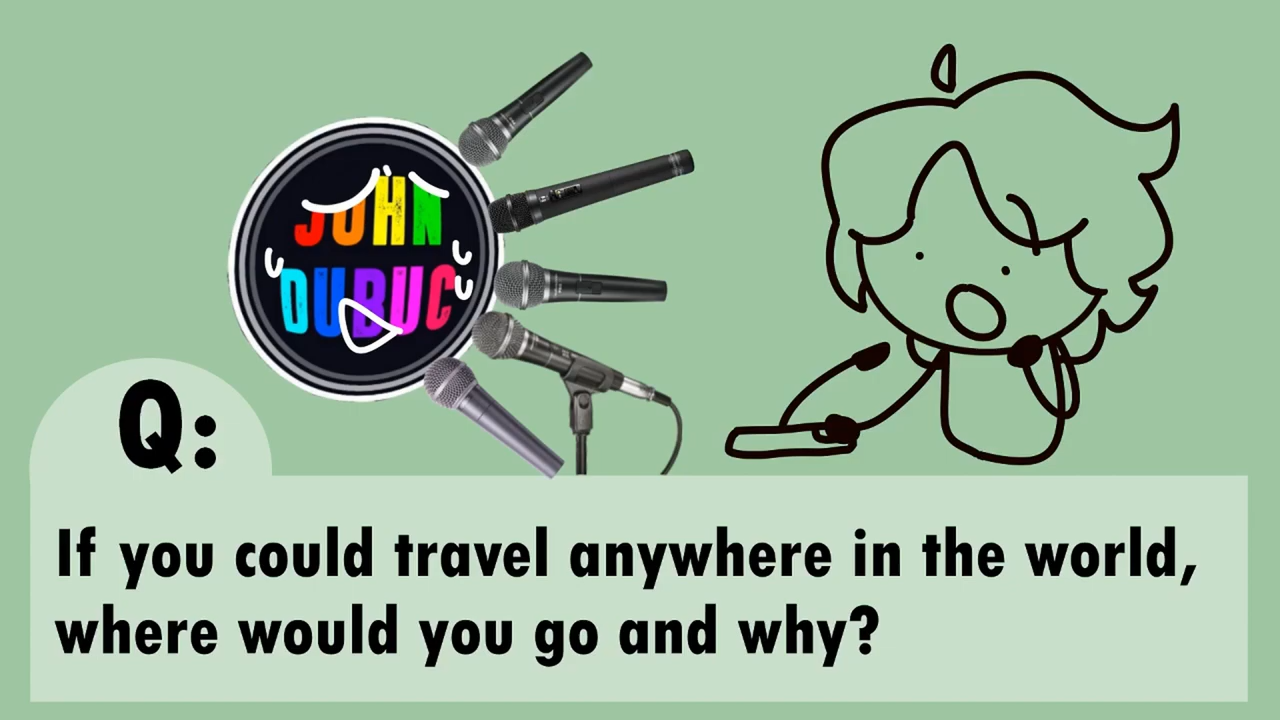 JOHN
DUBUC
Q:
If you could travel anywhere in the world,
where would you go and why?